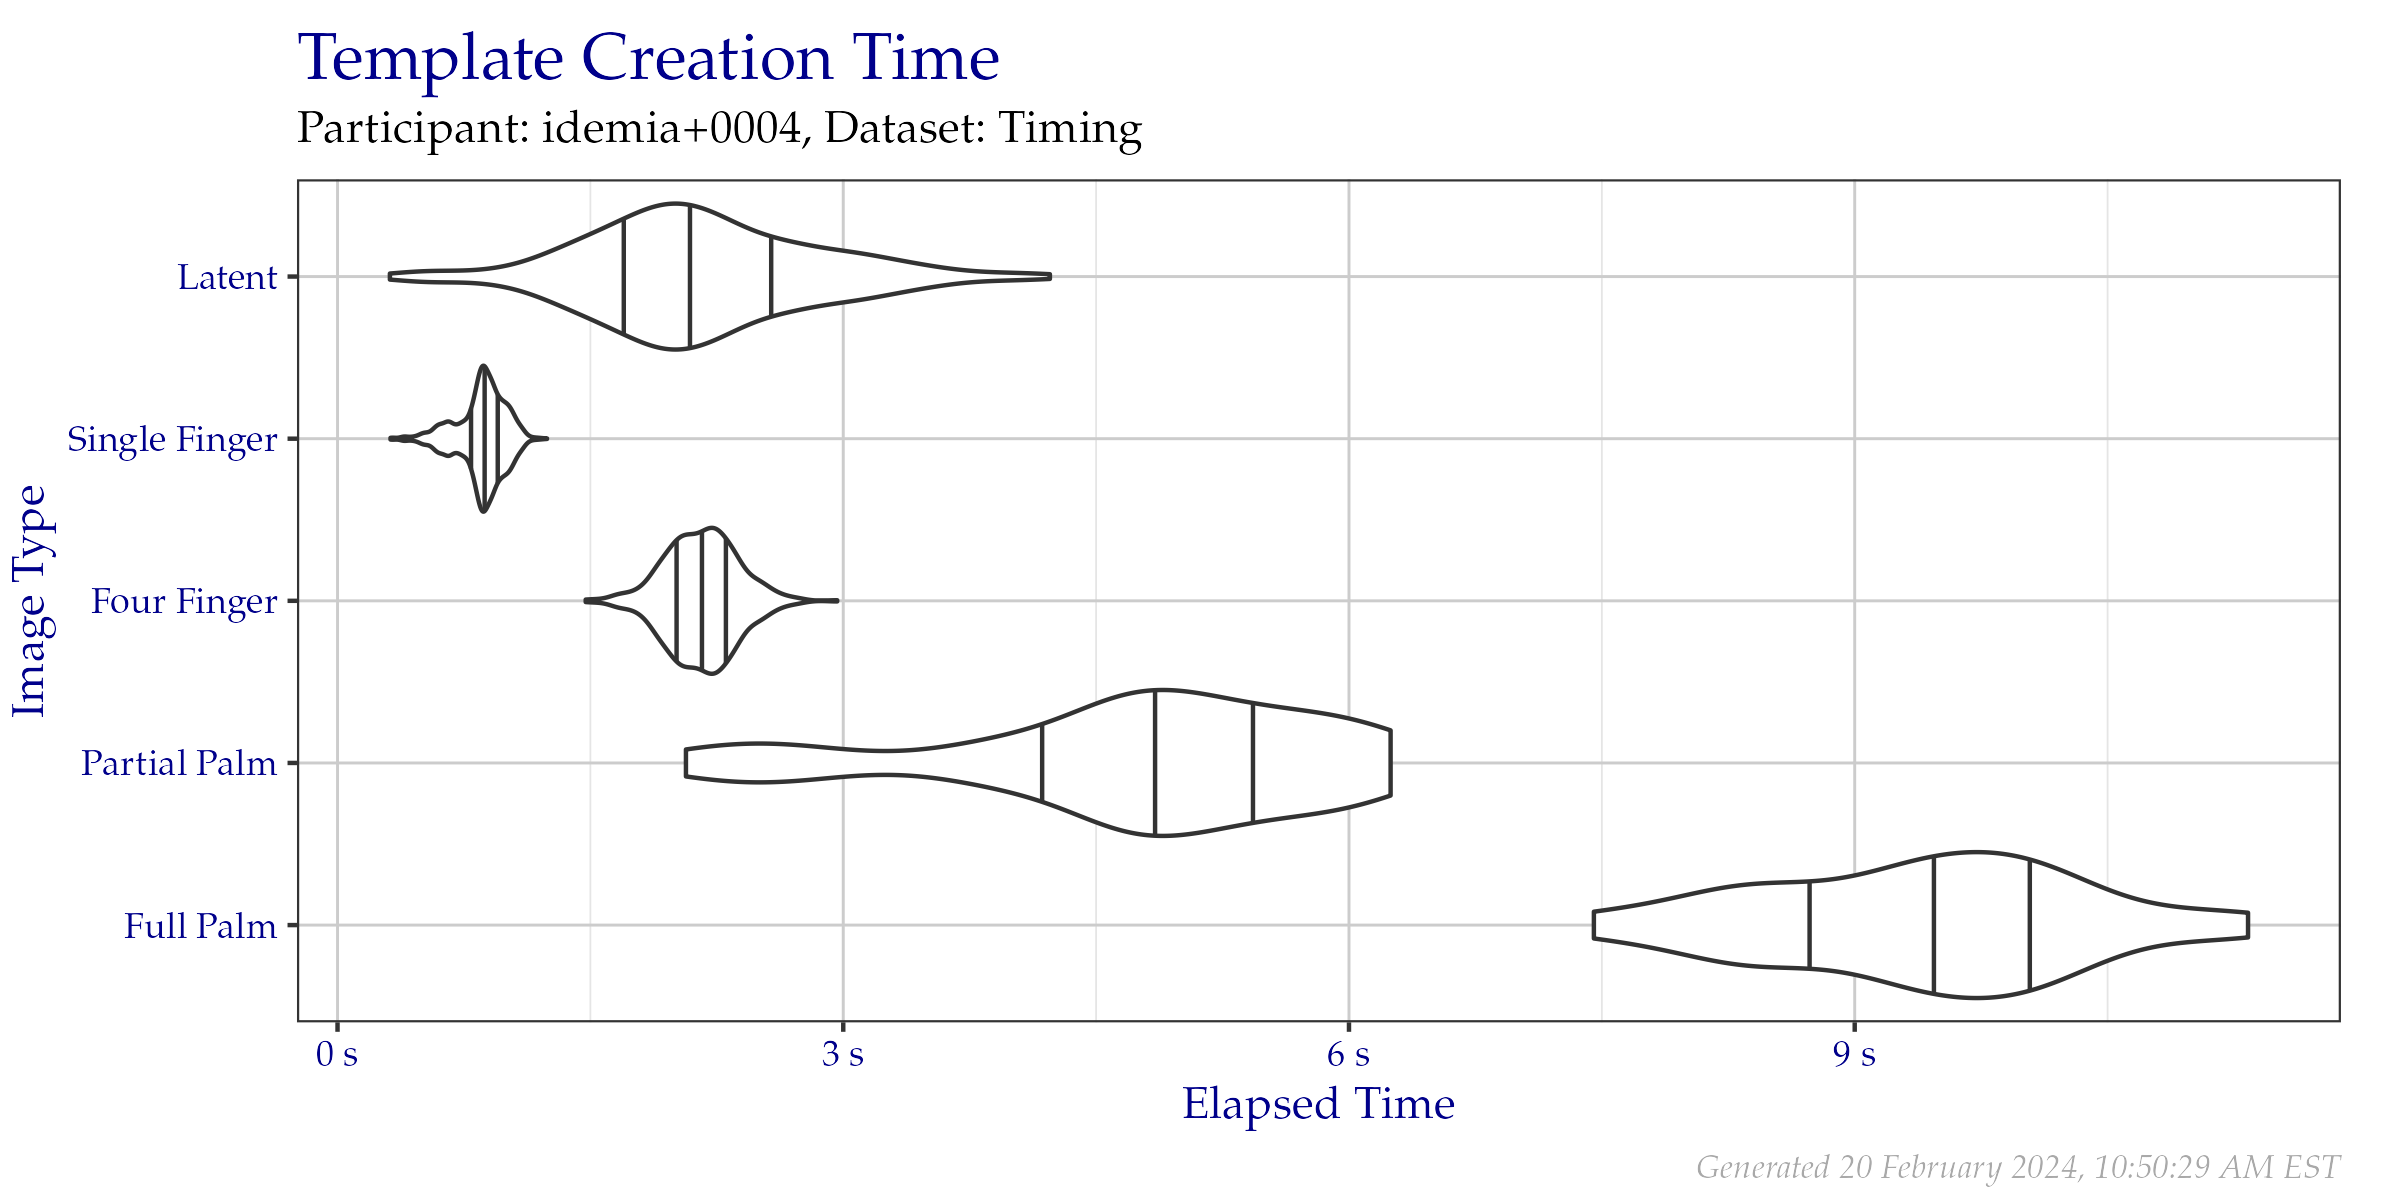 Template Creation Time
Participant: idemia+0004, Dataset: Timing
Image Type
Latent
Single Finger
Four Finger
Partial Palm
Full Palm
0 s
3 s
6 s
9 s
Elapsed Time
Generated 20 February 2024, 10:50:29 AM EST